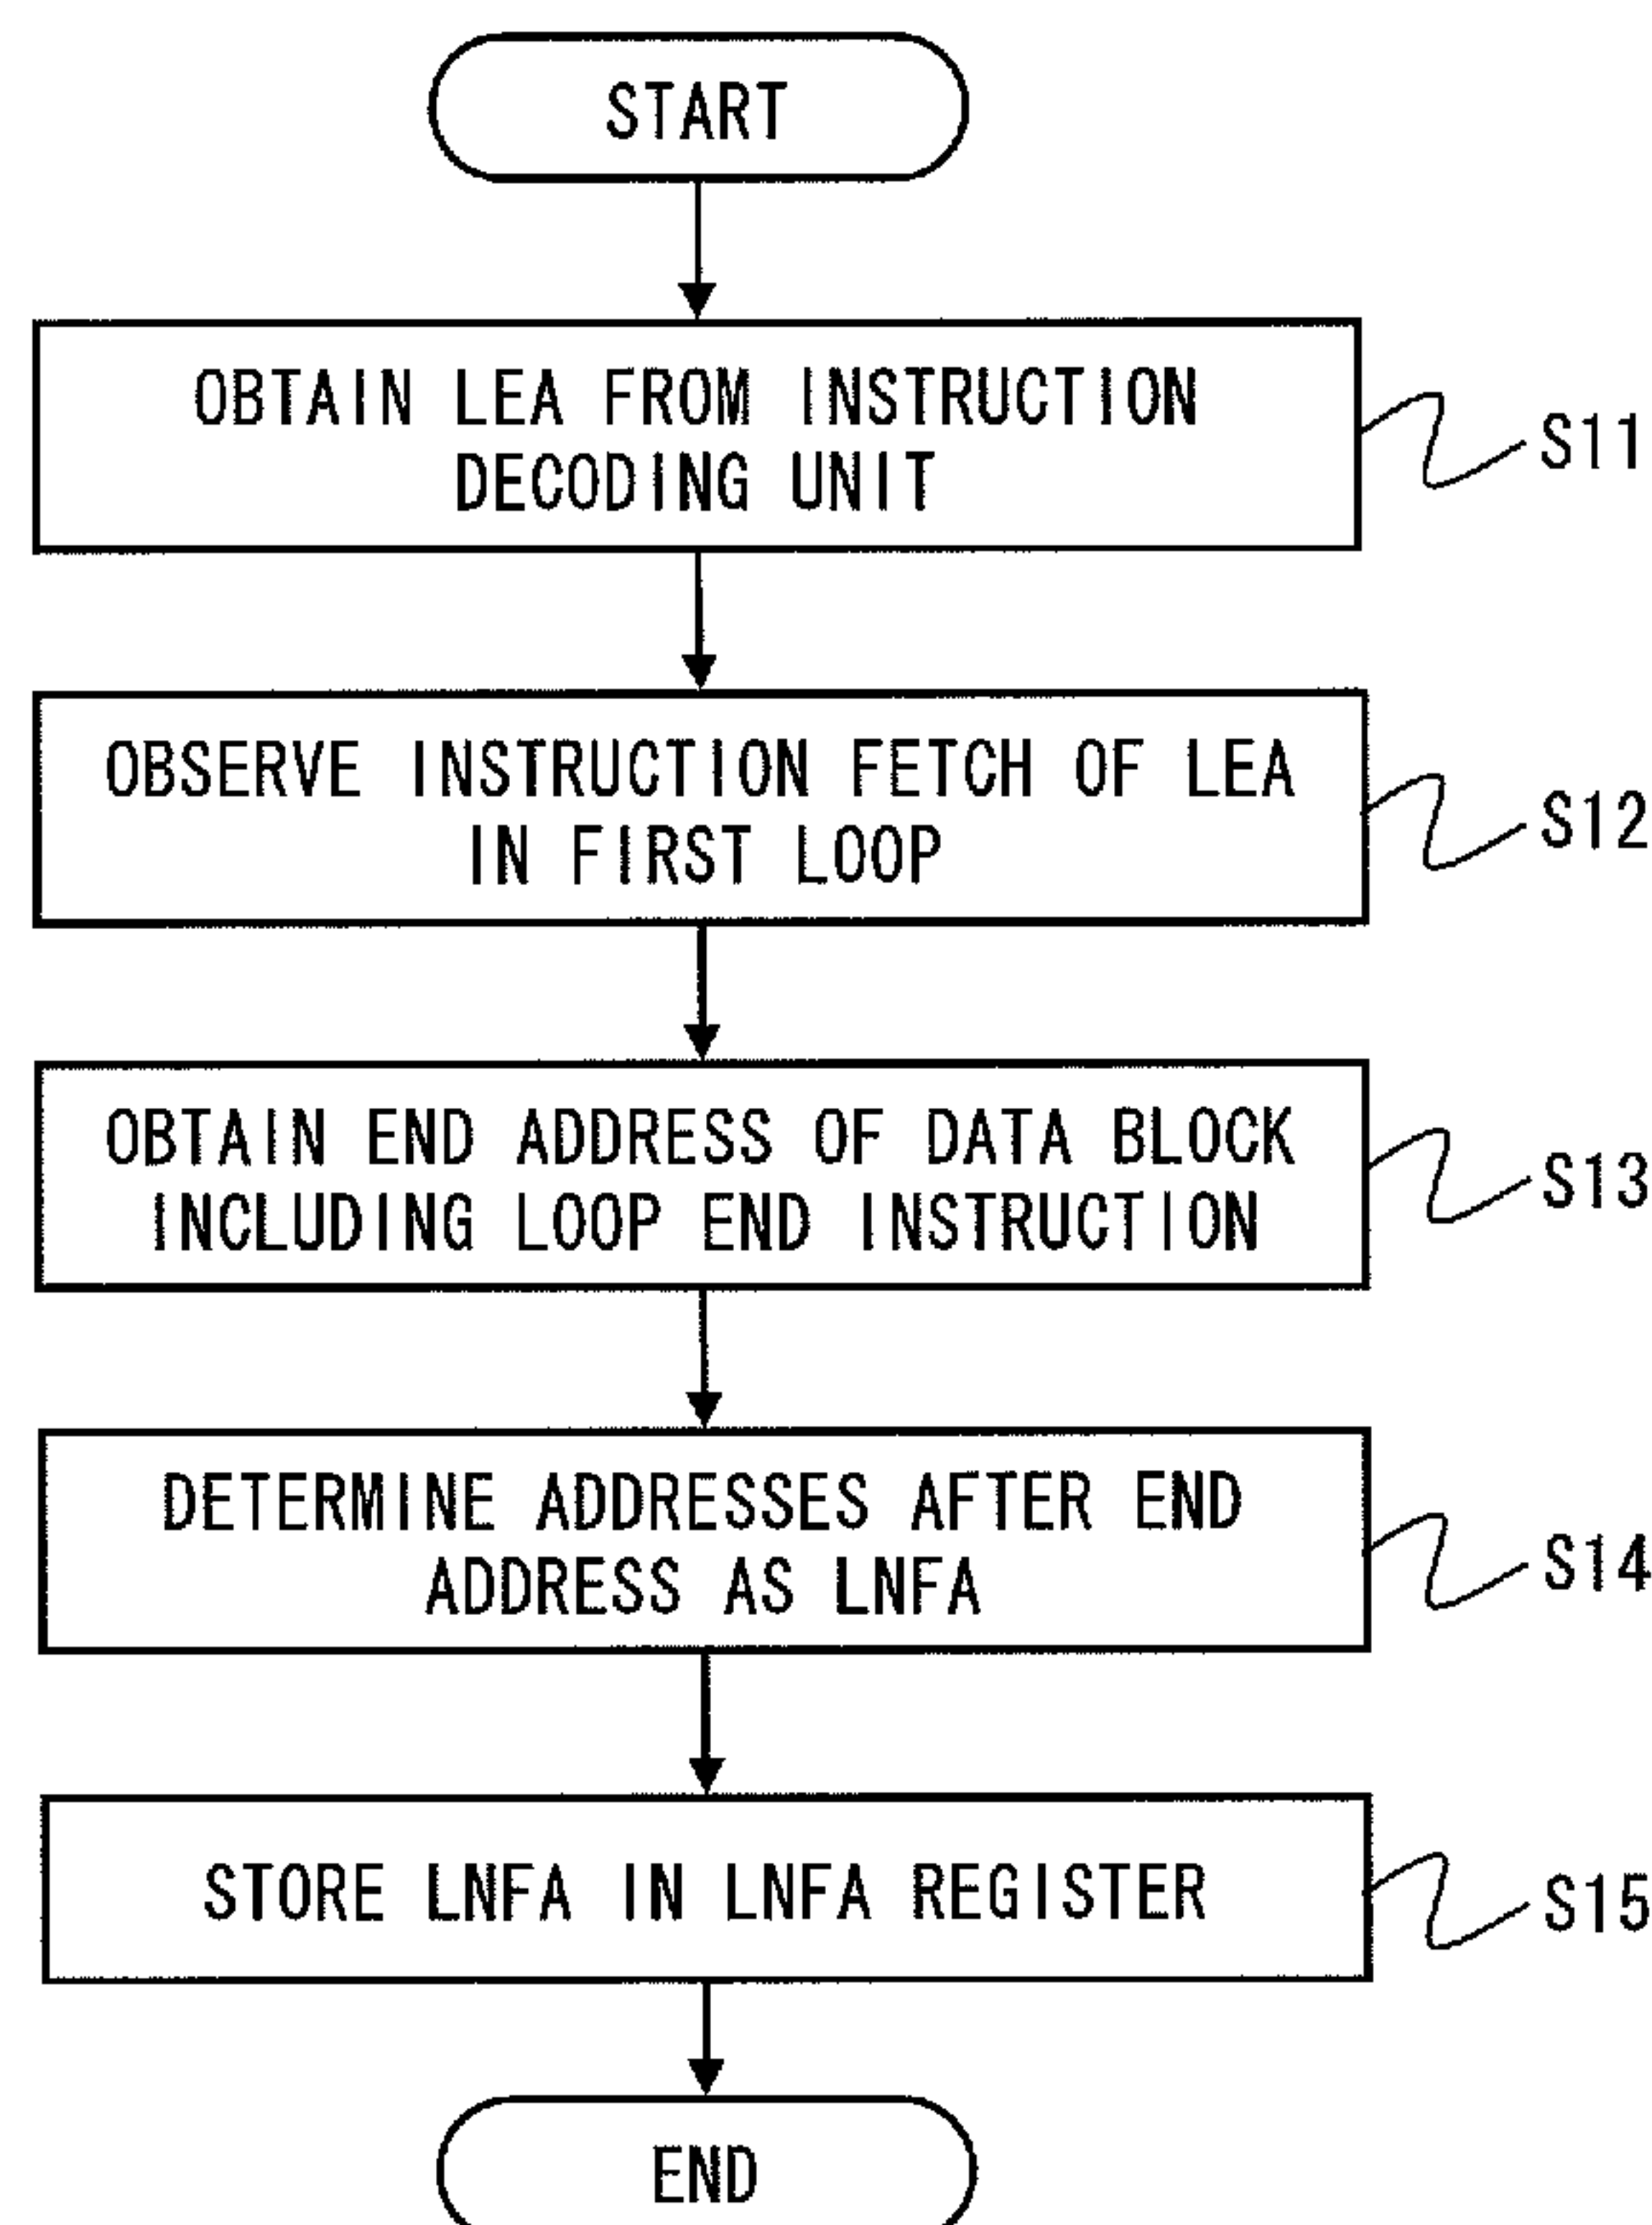 START
OBTAIN LEA FROM INSTRUCTION
DECODING UNIT
S11
OBSERVE INSTRUCTION FETCH OF LEA
IN FIRST LOOP
S12
OBTAIN END ADDRESS OF DATA BLOCK
INCLUDING LOOP END INSTRUCTION
S13
DETERMINE ADDRESSES AFTER END
ADDRESS AS LNFA
S14
STORE LNFA IN LNFA REGISTER
S15
END